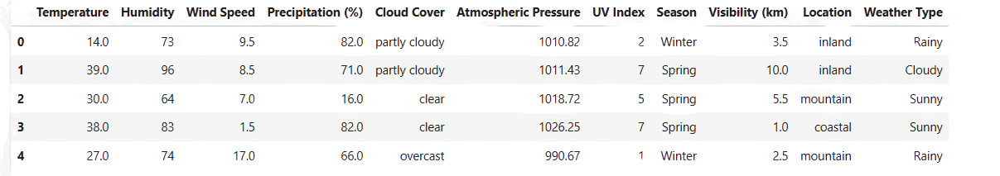 Temperature Humidity Wind Speed Precipitation (%) Cloud Cover Atmospheric Pressure UV Index Season Visibility (km) Location Weather Type
0 14.0 73 9.5 82.0 partly cloudy 1010.82 2 Winter 3.5 inland Rainy
1 39.0 96 8.5 71.0 partly cloudy 1011.43 7 Spring 10.0 inland Cloudy
2 30.0 64 7.0 16.0 clear 1018.72 5 Spring 5.5 mountain Sunny
3 38.0 83 1.5 82.0 clear 1026.25 7 Spring 1.0 coastal Sunny
4 27.0 74 17.0 66.0 overcast 990.67 1 Winter 2.5 mountain Rainy